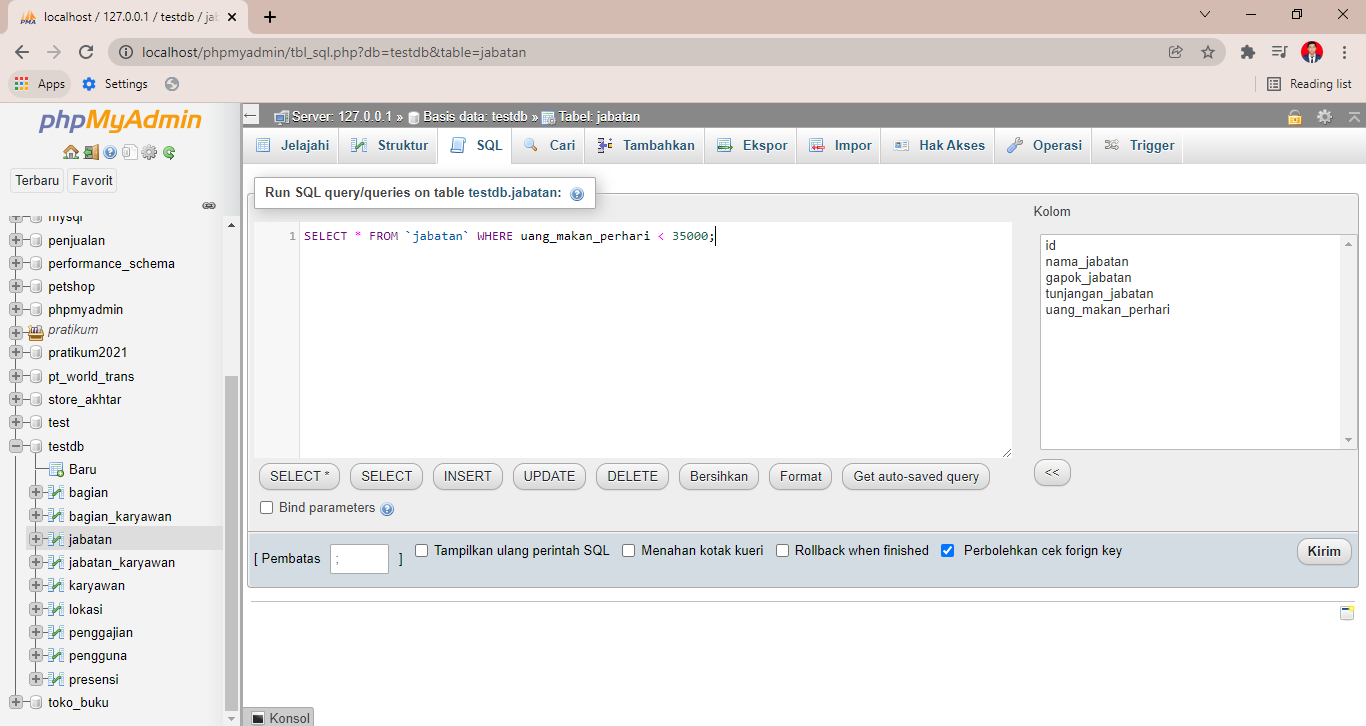 localhost / 127.0.0.1 / testdb / jab
localhost/phpmyadmin/tbl_sql.php?db=testdb&table=jabatan
Apps Settings Reading list
phpMyAdmin
Terbaru Favorit
mysql
penjualan
performance_schema
petshop
phpmyadmin
pratikum
pratikum2021
pt_world_trans
store_akhtar
test
testdb
Baru
bagian
bagian_karyawan
jabatan
jabatan_karyawan
karyawan
lokasi
penggajian
pengguna
presensi
toko_buku
Server: 127.0.0.1 » Basis data: testdb » Tabel: jabatan
Jelajahi Struktur SQL Cari Tambahkan Ekspor Impor Hak Akses Operasi Trigger
Run SQL query/queries on table testdb.jabatan:
1 SELECT * FROM `jabatan` WHERE uang_makan_perhari < 35000;
Kolom
id
nama_jabatan
gapok_jabatan
tunjangan_jabatan
uang_makan_perhari
SELECT * SELECT INSERT UPDATE DELETE Bersihkan Format Get auto-saved query <<
Bind parameters
[ Pembatas ; ] Tampilkan ulang perintah SQL Menahan kotak kueri Rollback when finished Perbolehkan cek forign key Kirim
Konsol